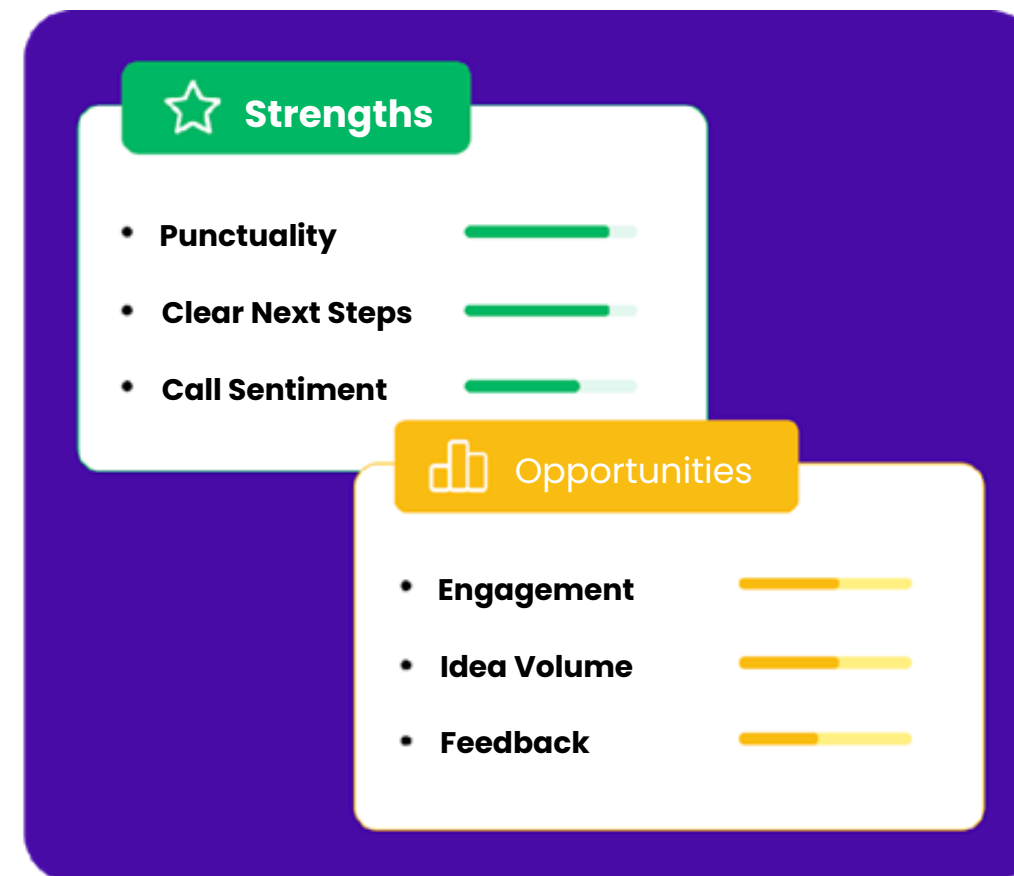 Strengths
Punctuality
Clear Next Steps
Call Sentiment
Opportunities
Engagement
Idea Volume
Feedback